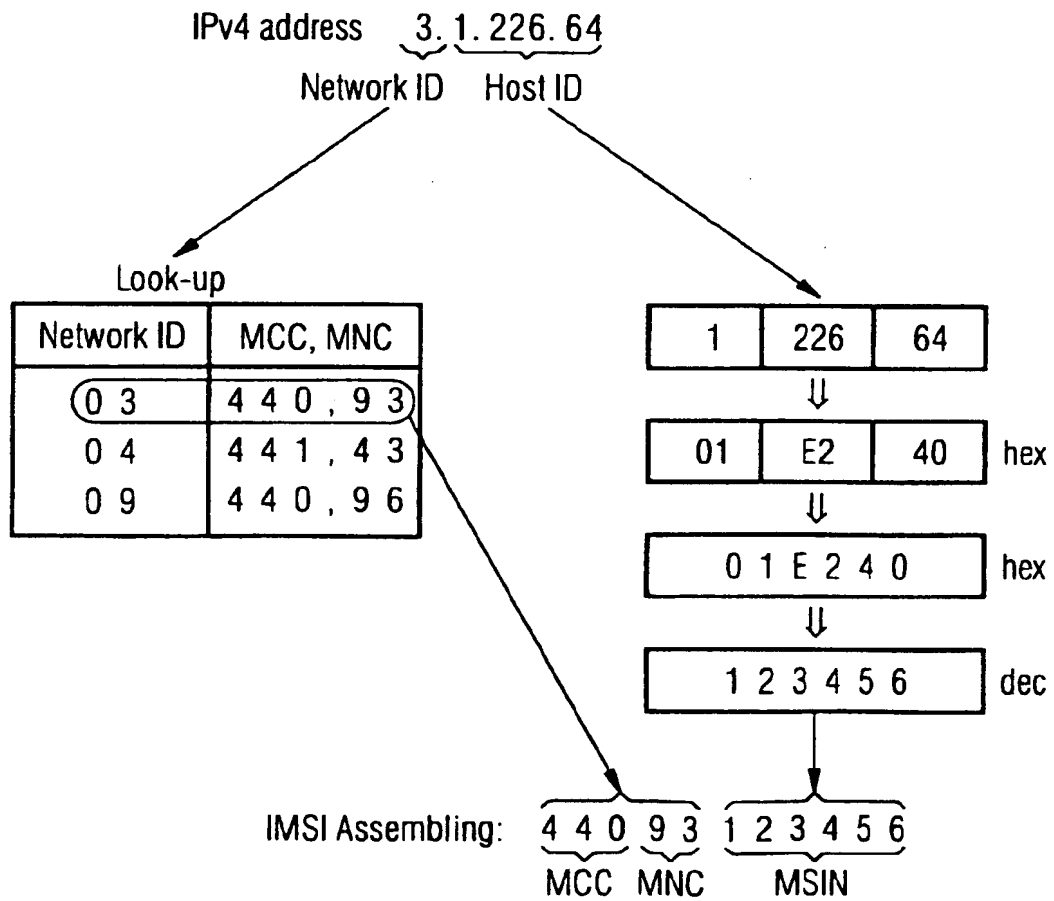 IPv4 address 3.1.226.64
Network ID Host ID
Look-up
Network ID MCC, MNC
0 3 4 4 0 , 9 3
0 4 4 4 1 , 4 3
0 9 4 4 0 , 9 6
1 226 64
⇓
01 E2 40 hex
⇓
0 1 E 2 4 0 hex
⇓
1 2 3 4 5 6 dec
IMSI Assembling: 4 4 0 9 3 1 2 3 4 5 6
MCC MNC MSIN